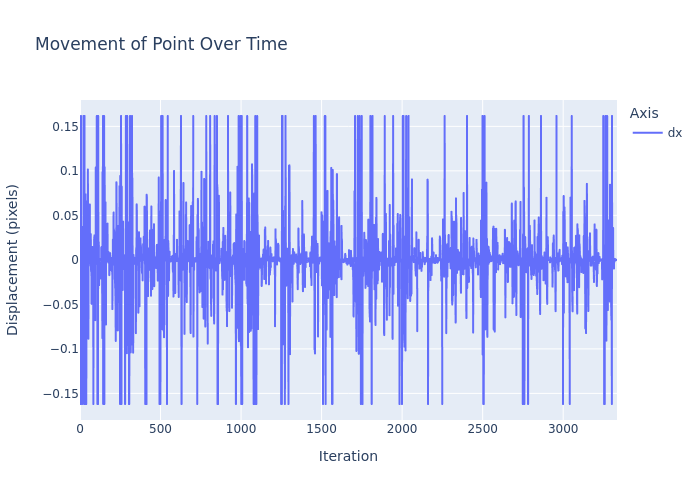 Movement of Point Over Time
Axis
dx
Displacement (pixels)
0.15
0.1
0.05
0
−0.05
−0.1
−0.15
0 500 1000 1500 2000 2500 3000
Iteration